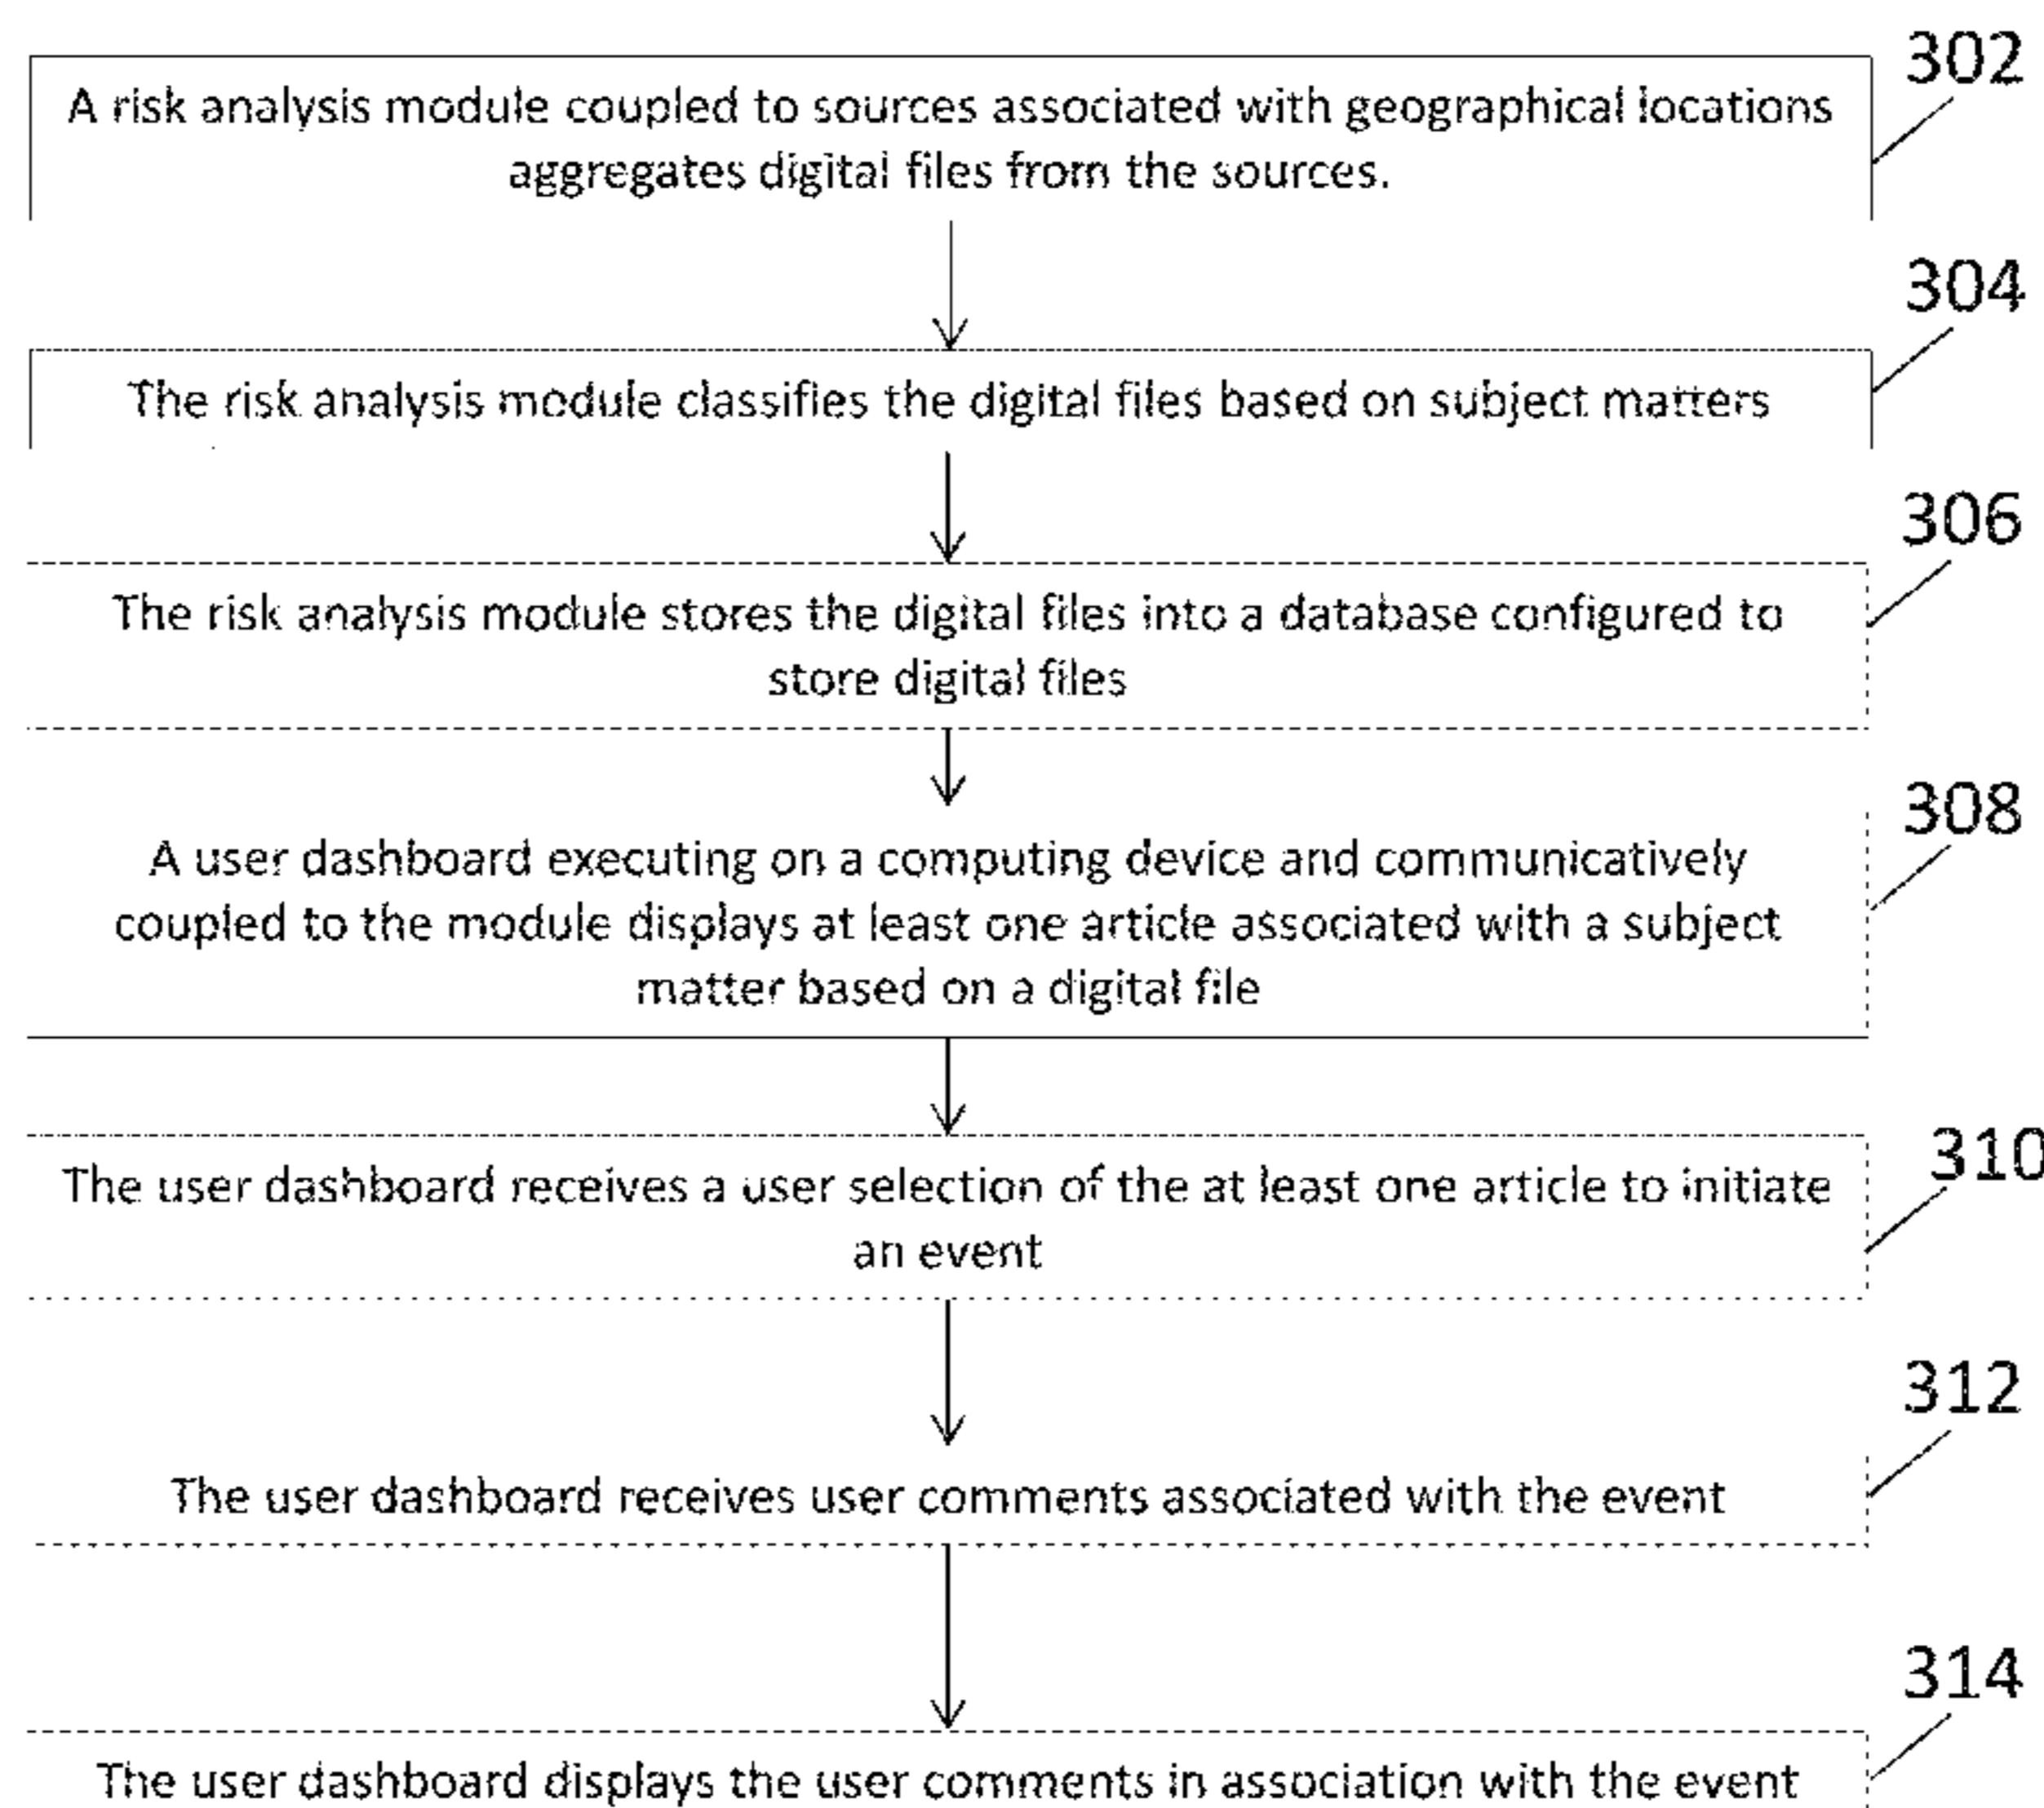 302
A risk analysis module coupled to sources associated with geographical locations
aggregates digital files from the sources.
304
The risk analysis module classifies the digital files based on subject matters
306
The risk analysis module stores the digital files into a database configured to
store digital files
308
A user dashboard executing on a computing device and communicatively
coupled to the module displays at least one article associated with a subject
matter based on a digital file
310
The user dashboard receives a user selection of the at least one article to initiate
an event
312
The user dashboard receives user comments associated with the event
314
The user dashboard displays the user comments in association with the event